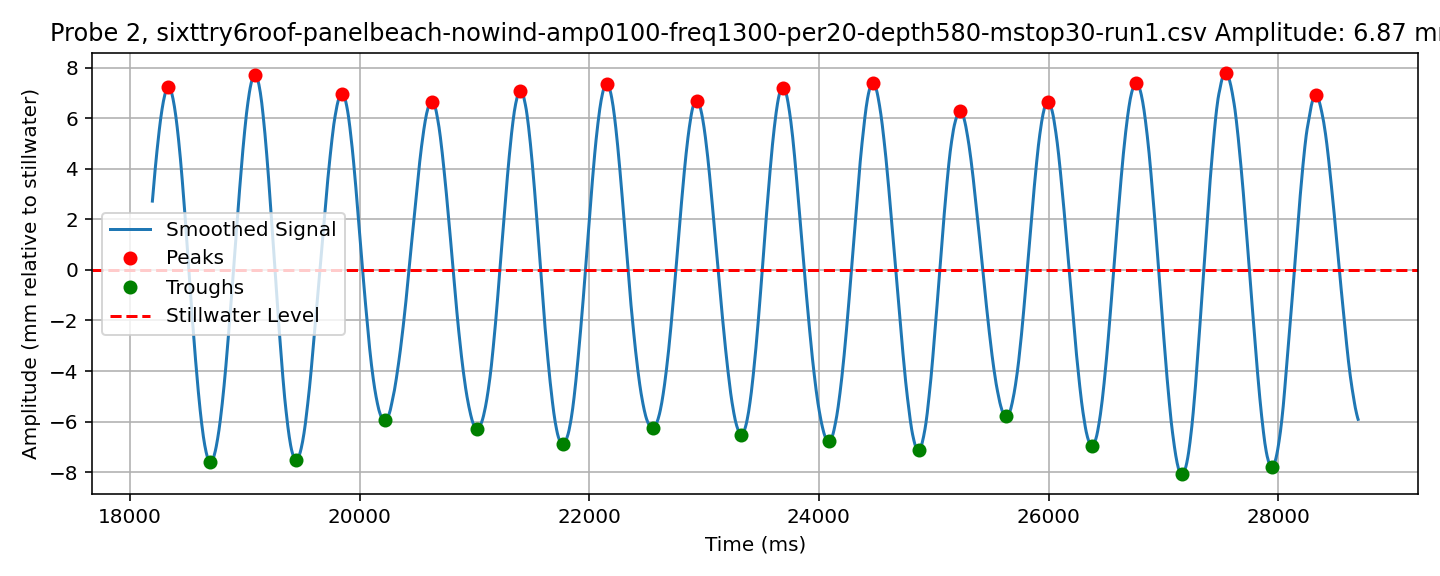 Probe 2, sixttry6roof-panelbeach-nowind-amp0100-freq1300-per20-depth580-mstop30-run1.csv Amplitude: 6.87 m
8
6
4
2
0
−2
−4
−6
−8
Amplitude (mm relative to stillwater)
Smoothed Signal
Peaks
Troughs
Stillwater Level
18000 20000 22000 24000 26000 28000
Time (ms)